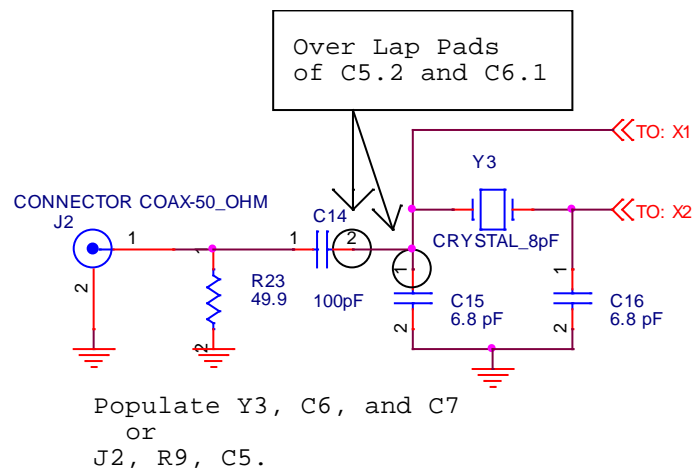 Over Lap Pads
of C5.2 and C6.1
TO: X1
Y3
CONNECTOR COAX-50_OHM
J2
C14
TO: X2
1
1
1
2
CRYSTAL_8pF
1
1
2
R23
49.9
100pF
C15
6.8 pF
C16
6.8 pF
2
2
2
Populate Y3, C6, and C7
or
J2, R9, C5.